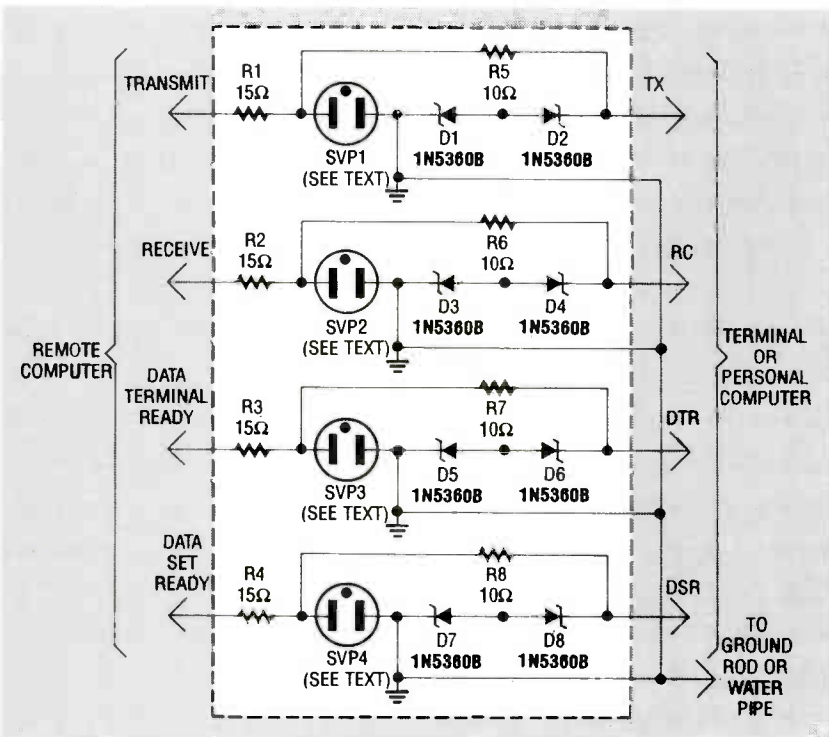 TRANSMIT
R1
15Ω
R5
10Ω
TX
SVP1
(SEE TEXT)
D1
1N5360B
D2
1N5360B
RECEIVE
R2
15Ω
R6
10Ω
RC
SVP2
(SEE TEXT)
D3
1N5360B
D4
1N5360B
REMOTE
COMPUTER
TERMINAL
OR
PERSONAL
COMPUTER
DATA
TERMINAL
READY
R3
15Ω
R7
10Ω
DTR
SVP3
(SEE TEXT)
D5
1N5360B
D6
1N5360B
DATA
SET
READY
R4
15Ω
R8
10Ω
DSR
SVP4
(SEE TEXT)
D7
1N5360B
D8
1N5360B
TO
GROUND
ROD OR
WATER
PIPE